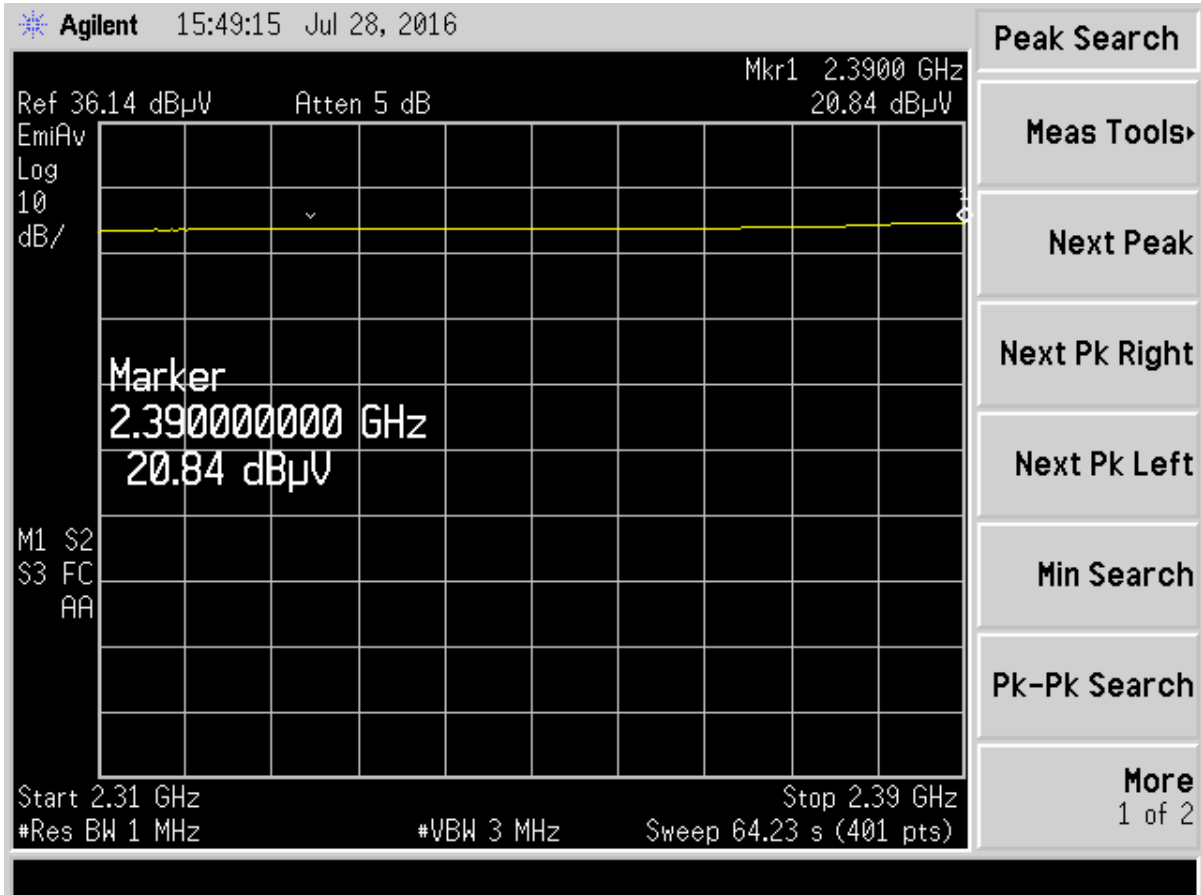 Agilent 15:49:15 Jul 28, 2016
Peak Search
Mkr1 2.3900 GHz
Ref 36.14 dBµV Atten 5 dB 20.84 dBµV
EmiAv
Log
10
dB/
1
Marker
2.390000000 GHz
20.84 dBµV
M1 S2
S3 FC
AA
Start 2.31 GHz Stop 2.39 GHz
#Res BW 1 MHz #VBW 3 MHz Sweep 64.23 s (401 pts)
Meas Tools
Next Peak
Next Pk Right
Next Pk Left
Min Search
Pk-Pk Search
More
1 of 2